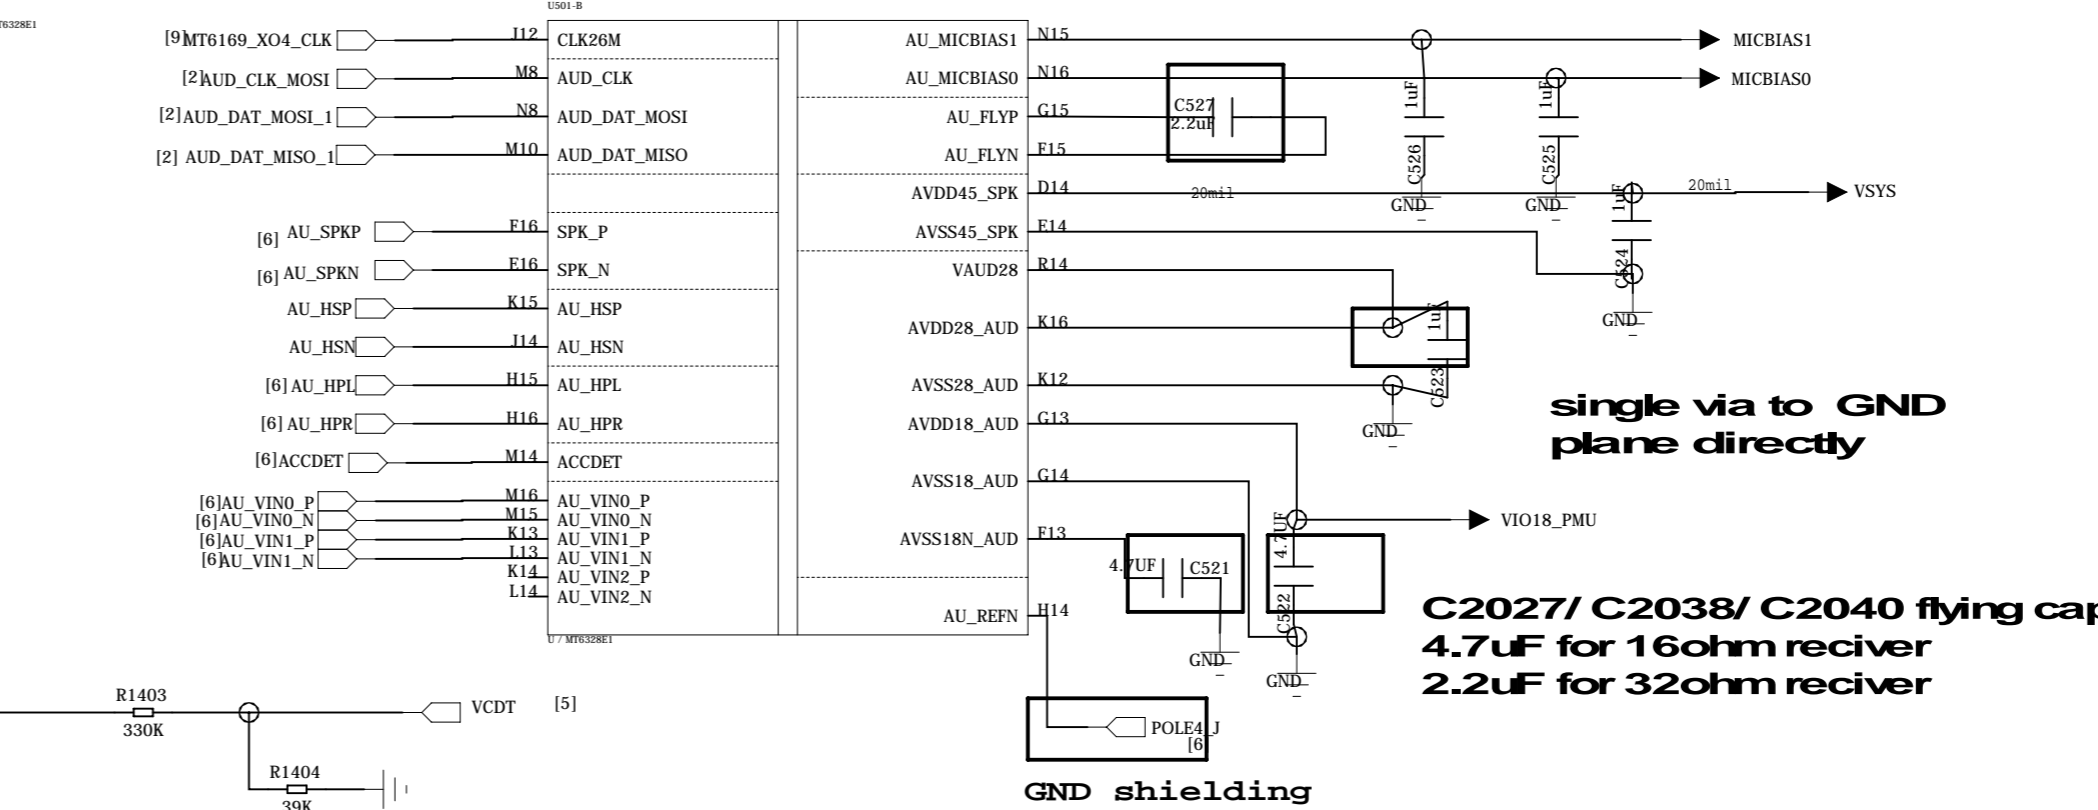 U501-B
T6328E1
[9]MT6169_XO4_CLK J12 CLK26M
[2]AUD_CLK_MOSI M8 AUD_CLK
[2]AUD_DAT_MOSI_1 N8 AUD_DAT_MOSI
[2] AUD_DAT_MISO_1 M10 AUD_DAT_MISO
[6] AU_SPKP F16 SPK_P
[6] AU_SPKN E16 SPK_N
AU_HSP K15 AU_HSP
AU_HSN J14 AU_HSN
[6] AU_HPL H15 AU_HPL
[6] AU_HPR H16 AU_HPR
[6]ACCDET M14 ACCDET
[6]AU_VIN0_P M16 AU_VIN0_P
[6]AU_VIN0_N M15 AU_VIN0_N
[6]AU_VIN1_P K13 AU_VIN1_P
[6]AU_VIN1_N L13 AU_VIN1_N
K14 AU_VIN2_P
L14 AU_VIN2_N
U / MT6328E1
AU_MICBIAS1 N15 MICBIAS1
AU_MICBIAS0 N16 MICBIAS0
AU_FLYP G15
AU_FLYN F15
C527
2.2uF
1uF
C526
GND
1uF
C525
GND
AVDD45_SPK D14 20mil 20mil VSYS
AVSS45_SPK E14
1uF
C524
GND
VAUD28 R14
AVDD28_AUD K16
AVSS28_AUD K12
1uF
C523
GND
single via to GND
plane directly
AVDD18_AUD G13
AVSS18_AUD G14
VIO18_PMU
AVSS18N_AUD F13
4.7UF C521
GND
4.7UF
C522
GND
AU_REFN H14
C2027/ C2038/ C2040 flying cap
4.7uF for 16ohm reciver
2.2uF for 32ohm reciver
POLE4_J
[6
GND shielding
R1403
330K
VCDT [5]
R1404
39K